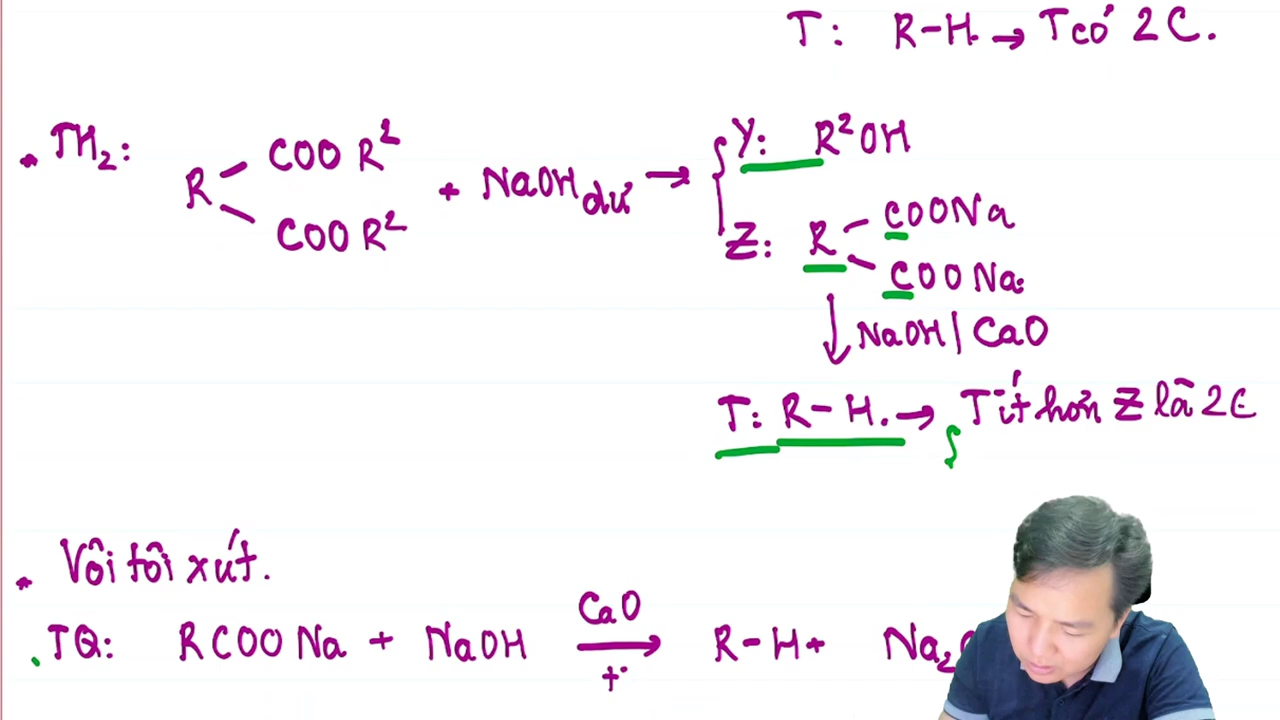 T: R-H → T có 2C.
TH₂: COOR² Y: R²OH
R + NaOH dư → COONa
COOR² Z: R COONa
↓ NaOH/CaO
T: R-H. → T ít hơn Z là 2C
Vôi tôi xút.
CaO
TQ: RCOONa + NaOH → R-H + Na₂
t°